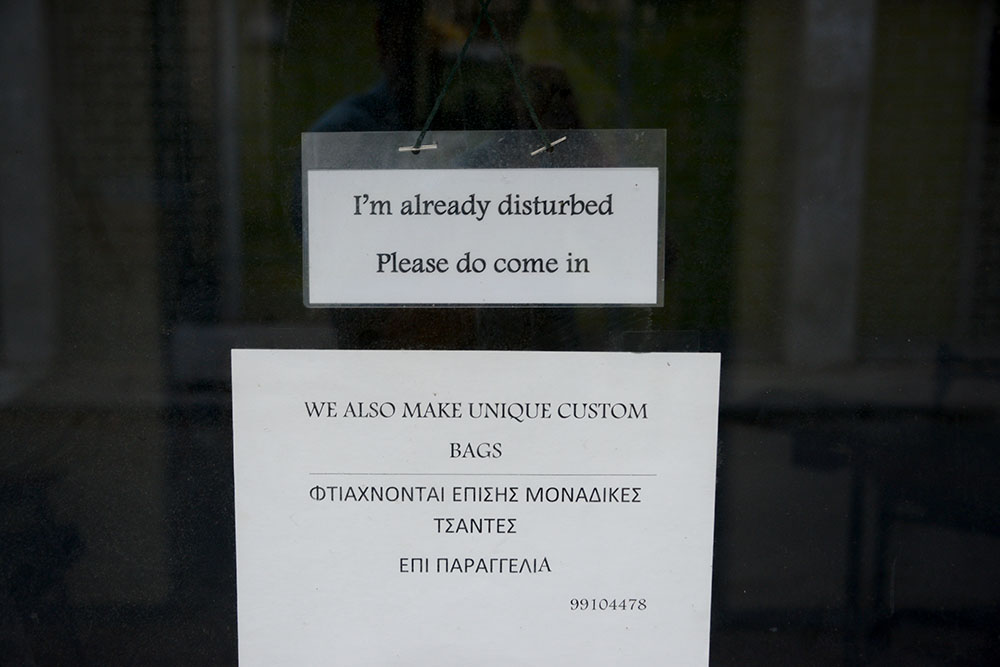 I'm already disturbed
Please do come in
WE ALSO MAKE UNIQUE CUSTOM
BAGS
ΦΤΙΑΧΝΟΝΤΑΙ ΕΠΙΣΗΣ ΜΟΝΑΔΙΚΕΣ
ΤΣΑΝΤΕΣ
ΕΠΙ ΠΑΡΑΓΓΕΛΙΑ
99104478